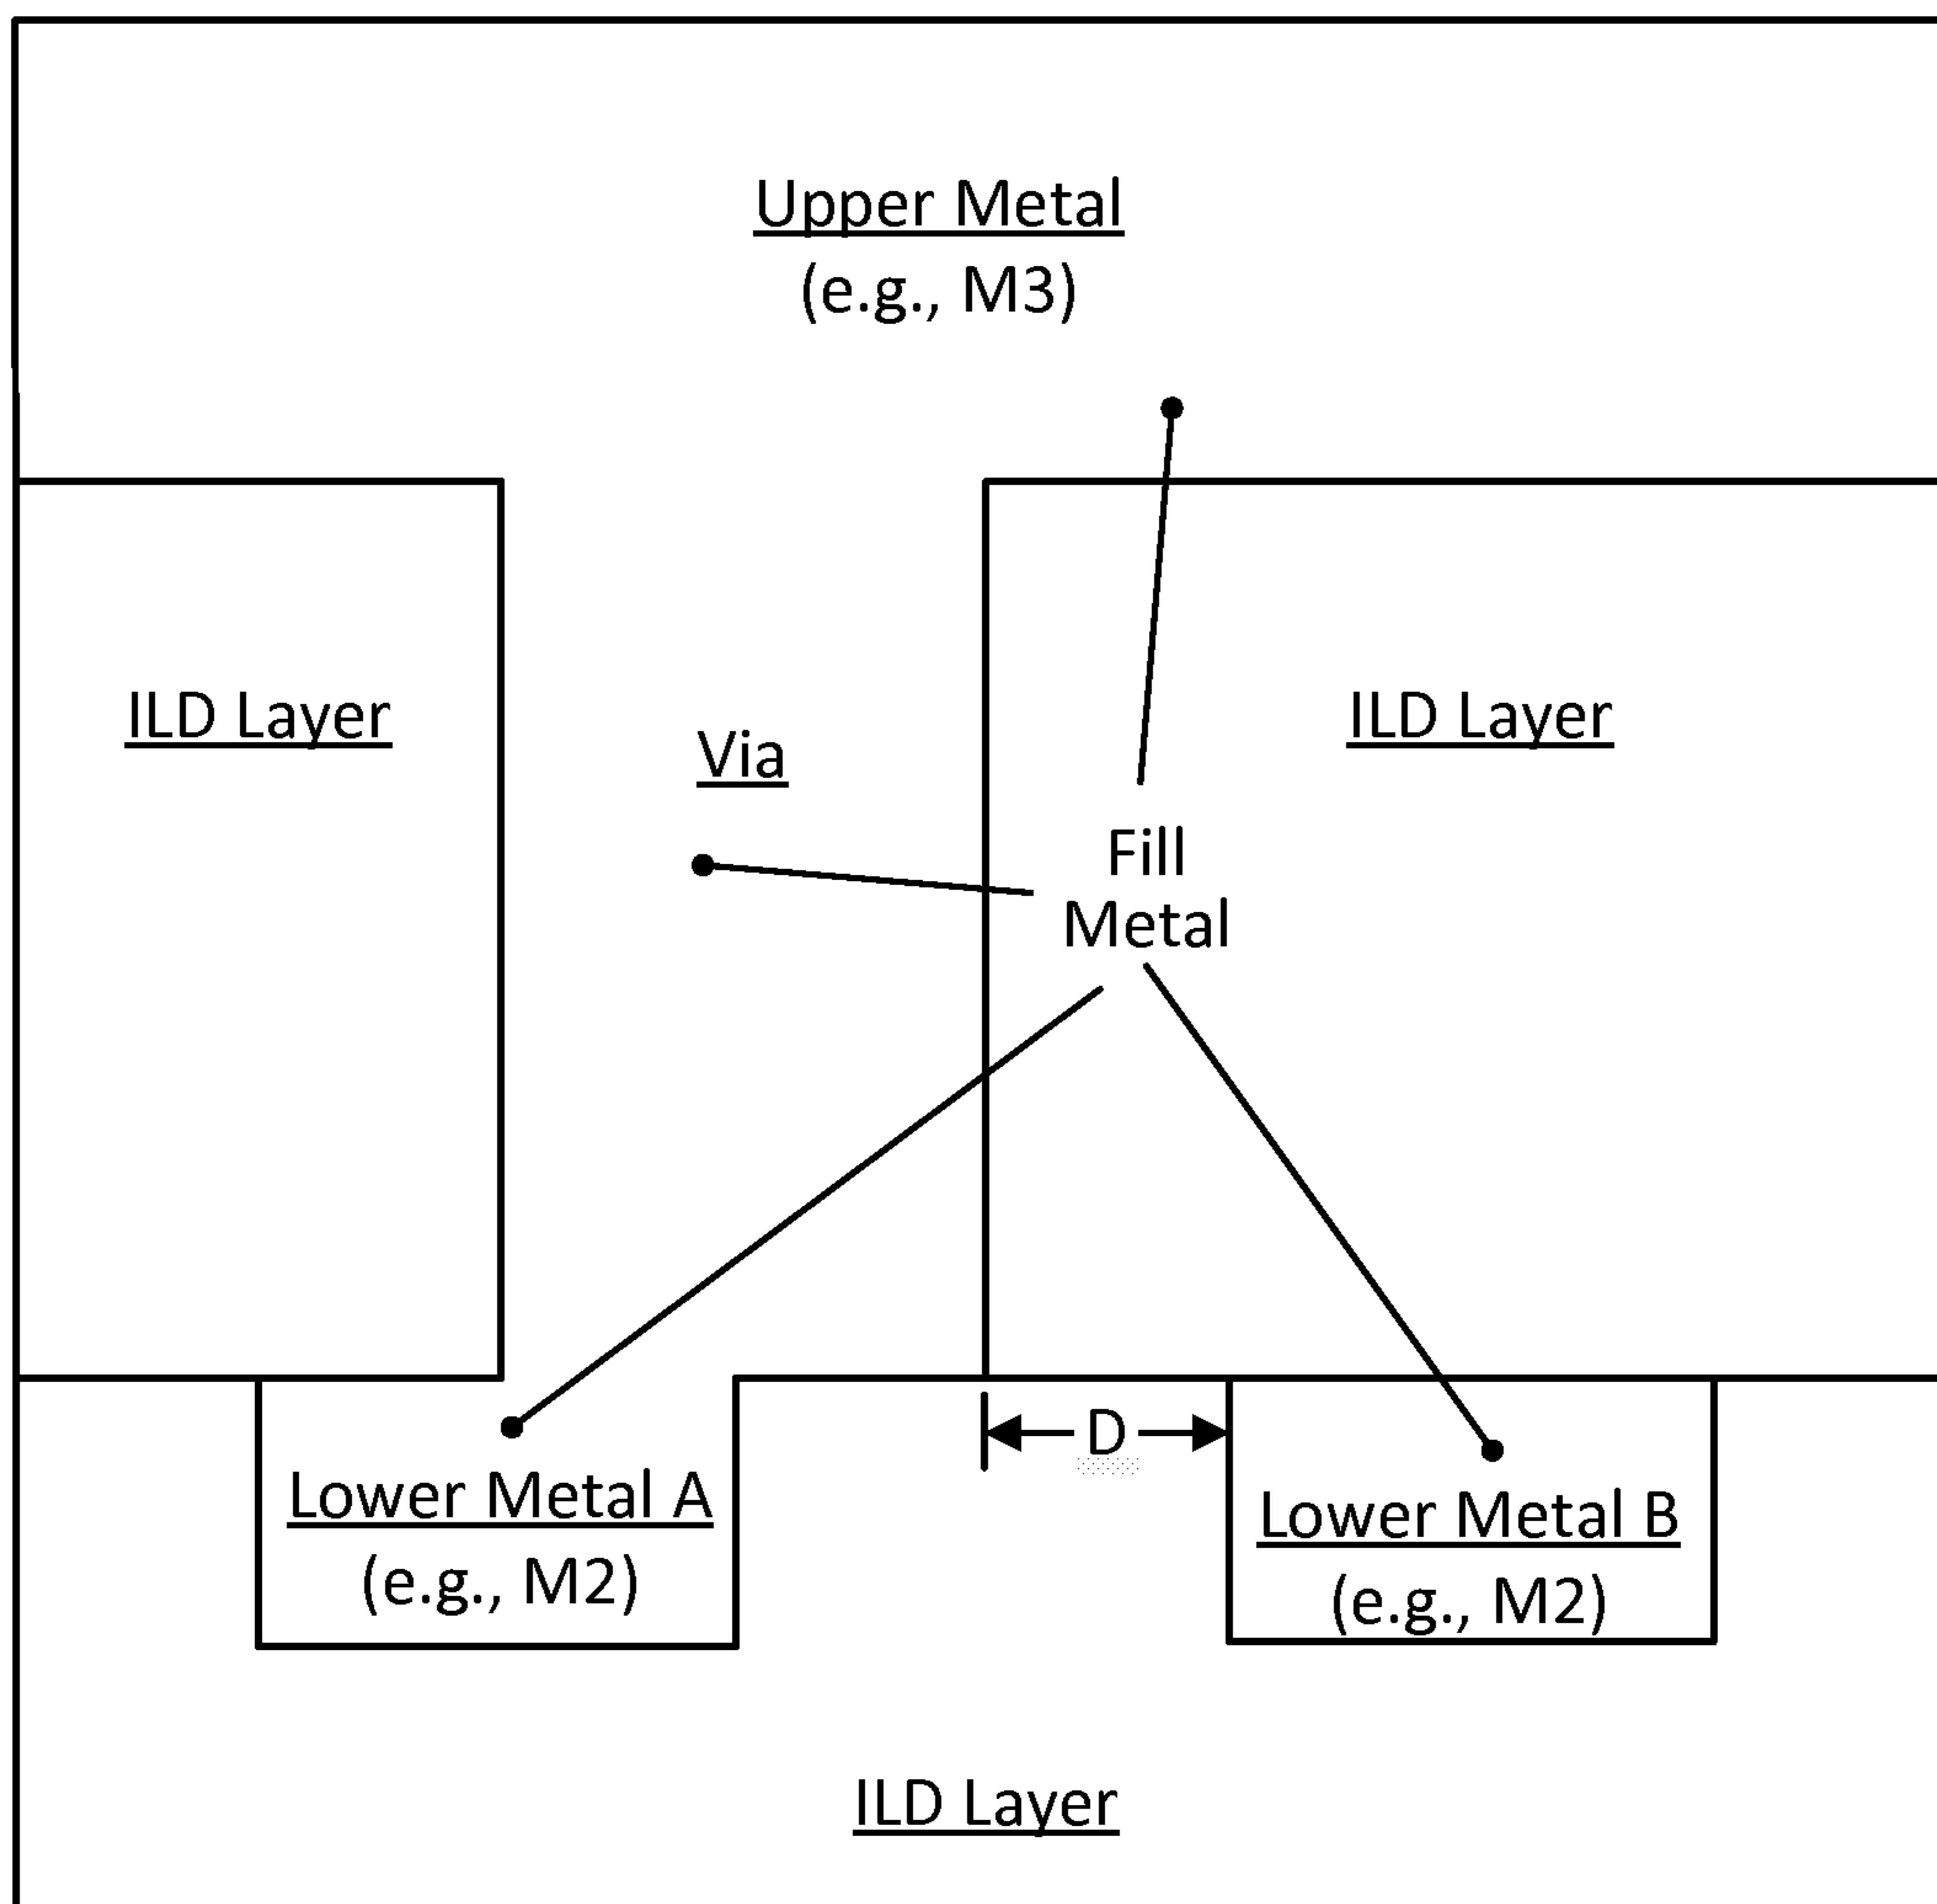 Upper Metal
(e.g., M3)
ILD Layer
Via
ILD Layer
Fill
Metal
D
Lower Metal A
(e.g., M2)
Lower Metal B
(e.g., M2)
ILD Layer